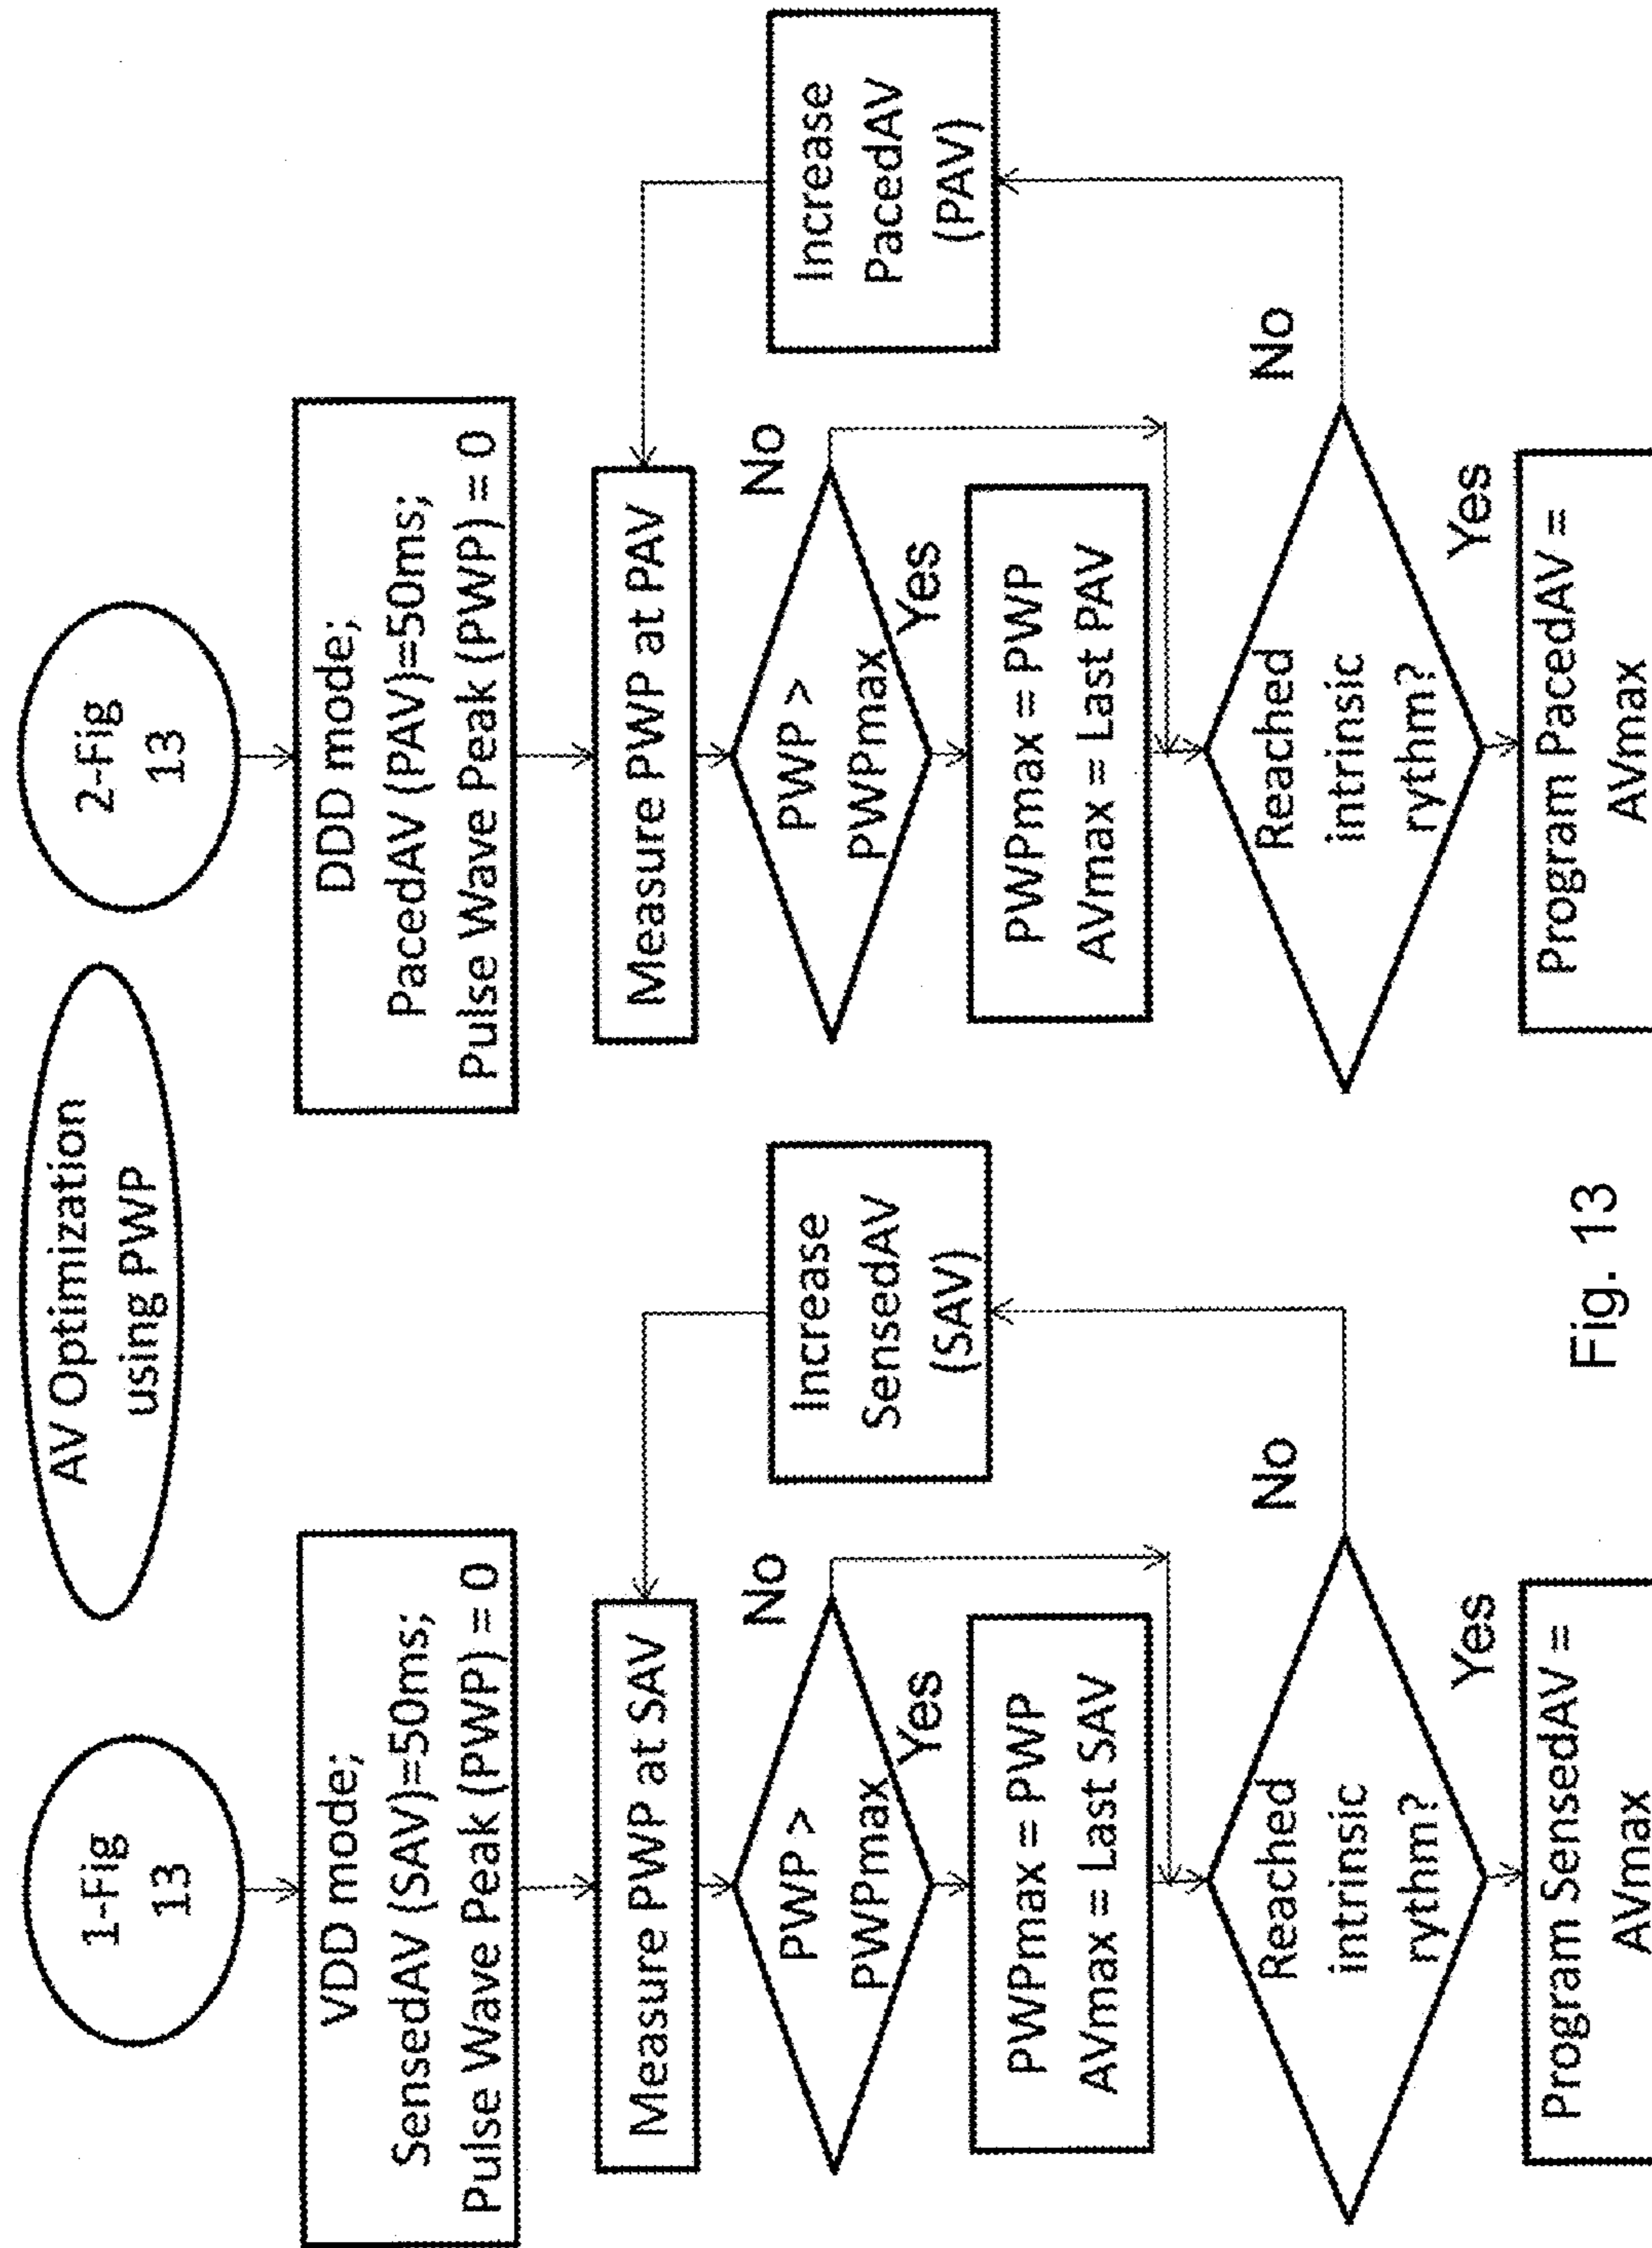 AV Optimization
using PWP
1-Fig
13
VDD mode;
SensedAV (SAV)=50ms;
Pulse Wave Peak (PWP) = 0
Measure PWP at SAV
PWP >
PWPmax
No
Yes
PWPmax = PWP
AVmax = Last SAV
Increase
SensedAV
(SAV)
Reached
intrinsic
rythm?
No
Yes
Program SensedAV =
AVmax
2-Fig
13
DDD mode;
PacedAV (PAV)=50ms;
Pulse Wave Peak (PWP) = 0
Measure PWP at PAV
PWP >
PWPmax
No
Yes
PWPmax = PWP
AVmax = Last PAV
Increase
PacedAV
(PAV)
Reached
intrinsic
rythm?
No
Yes
Program PacedAV =
AVmax
Fig. 13